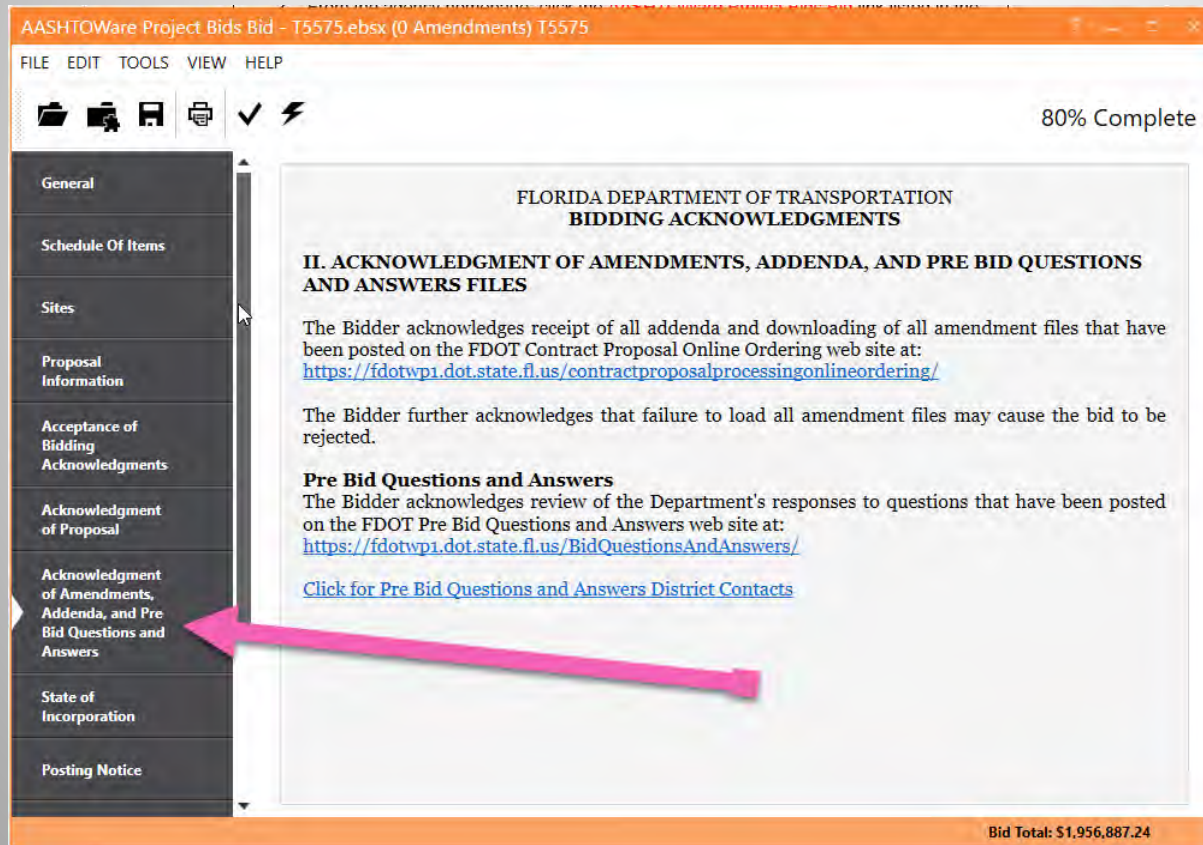 AASHTOWare Project Bids Bid - T5575.ebsx (0 Amendments) T5575
FILE EDIT TOOLS VIEW HELP
80% Complete
General
Schedule Of Items
Sites
Proposal
Information
Acceptance of
Bidding
Acknowledgments
Acknowledgment
of Proposal
Acknowledgment
of Amendments,
Addenda, and Pre
Bid Questions and
Answers
State of
Incorporation
Posting Notice
FLORIDA DEPARTMENT OF TRANSPORTATION
BIDDING ACKNOWLEDGMENTS
II. ACKNOWLEDGMENT OF AMENDMENTS, ADDENDA, AND PRE BID QUESTIONS
AND ANSWERS FILES
The Bidder acknowledges receipt of all addenda and downloading of all amendment files that have
been posted on the FDOT Contract Proposal Online Ordering web site at:
https://fdotwp1.dot.state.fl.us/contractproposalprocessingonlineordering/
The Bidder further acknowledges that failure to load all amendment files may cause the bid to be
rejected.
Pre Bid Questions and Answers
The Bidder acknowledges review of the Department's responses to questions that have been posted
on the FDOT Pre Bid Questions and Answers web site at:
https://fdotwp1.dot.state.fl.us/BidQuestionsAndAnswers/
Click for Pre Bid Questions and Answers District Contacts
Bid Total: $1,956,887.24